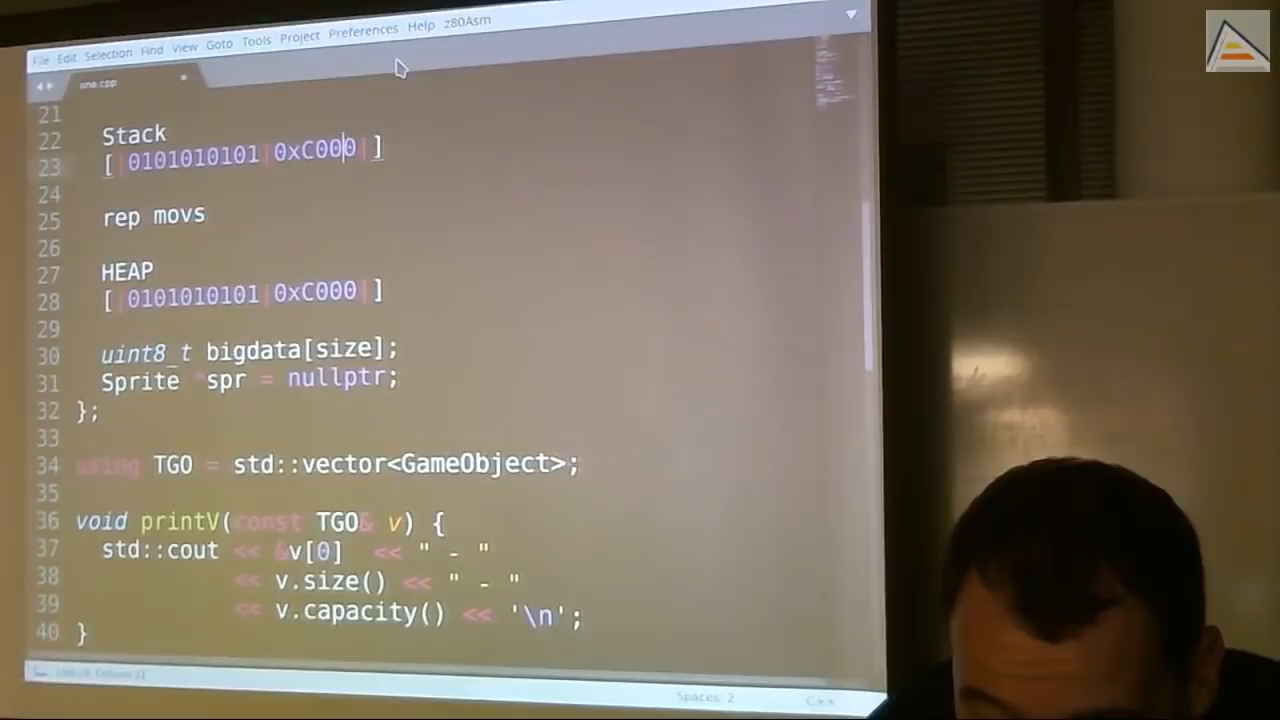 File Edit Selection Find View Goto Tools Project Preferences Help z80Asm
one.cpp
21
22 Stack
23 [|0101010101|0xC000|]
24
25 rep movs
26
27 HEAP
28 [|0101010101|0xC000|]
29
30 uint8_t bigdata[size];
31 Sprite *spr = nullptr;
32 };
33
34 using TGO = std::vector<GameObject>;
35
36 void printV(const TGO& v) {
37 std::cout << &v[0] << " - "
38 << v.size() << " - "
39 << v.capacity() << '\n';
40 }
Spaces: 2 C++